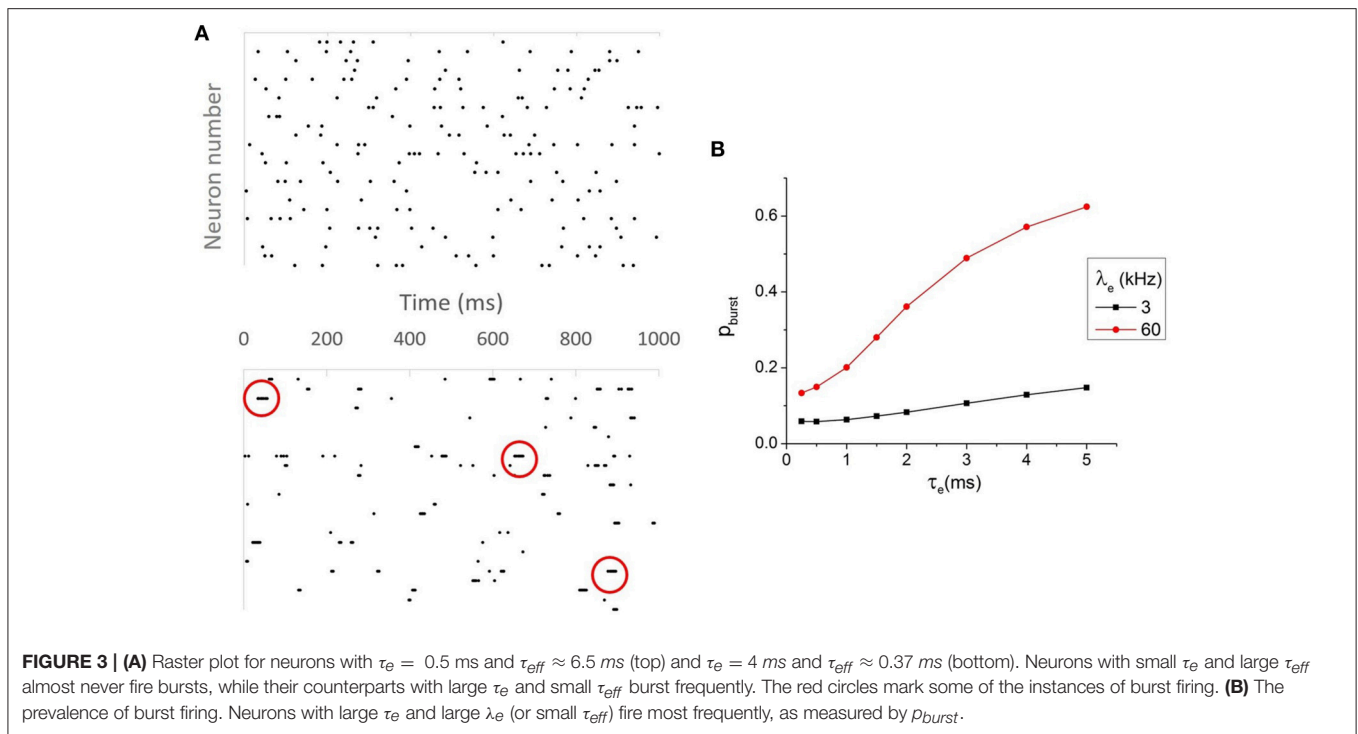 A
Neuron number
Time (ms)
0 200 400 600 800 1000
B
p_burst
0.6
0.4
0.2
0.0
0 1 2 3 4 5
τ_e(ms)
λ_e (kHz)
3
60
FIGURE 3 | (A) Raster plot for neurons with τ_e = 0.5 ms and τ_eff ≈ 6.5 ms (top) and τ_e = 4 ms and τ_eff ≈ 0.37 ms (bottom). Neurons with small τ_e and large τ_eff
almost never fire bursts, while their counterparts with large τ_e and small τ_eff burst frequently. The red circles mark some of the instances of burst firing. (B) The
prevalence of burst firing. Neurons with large τ_e and large λ_e (or small τ_eff) fire most frequently, as measured by p_burst.